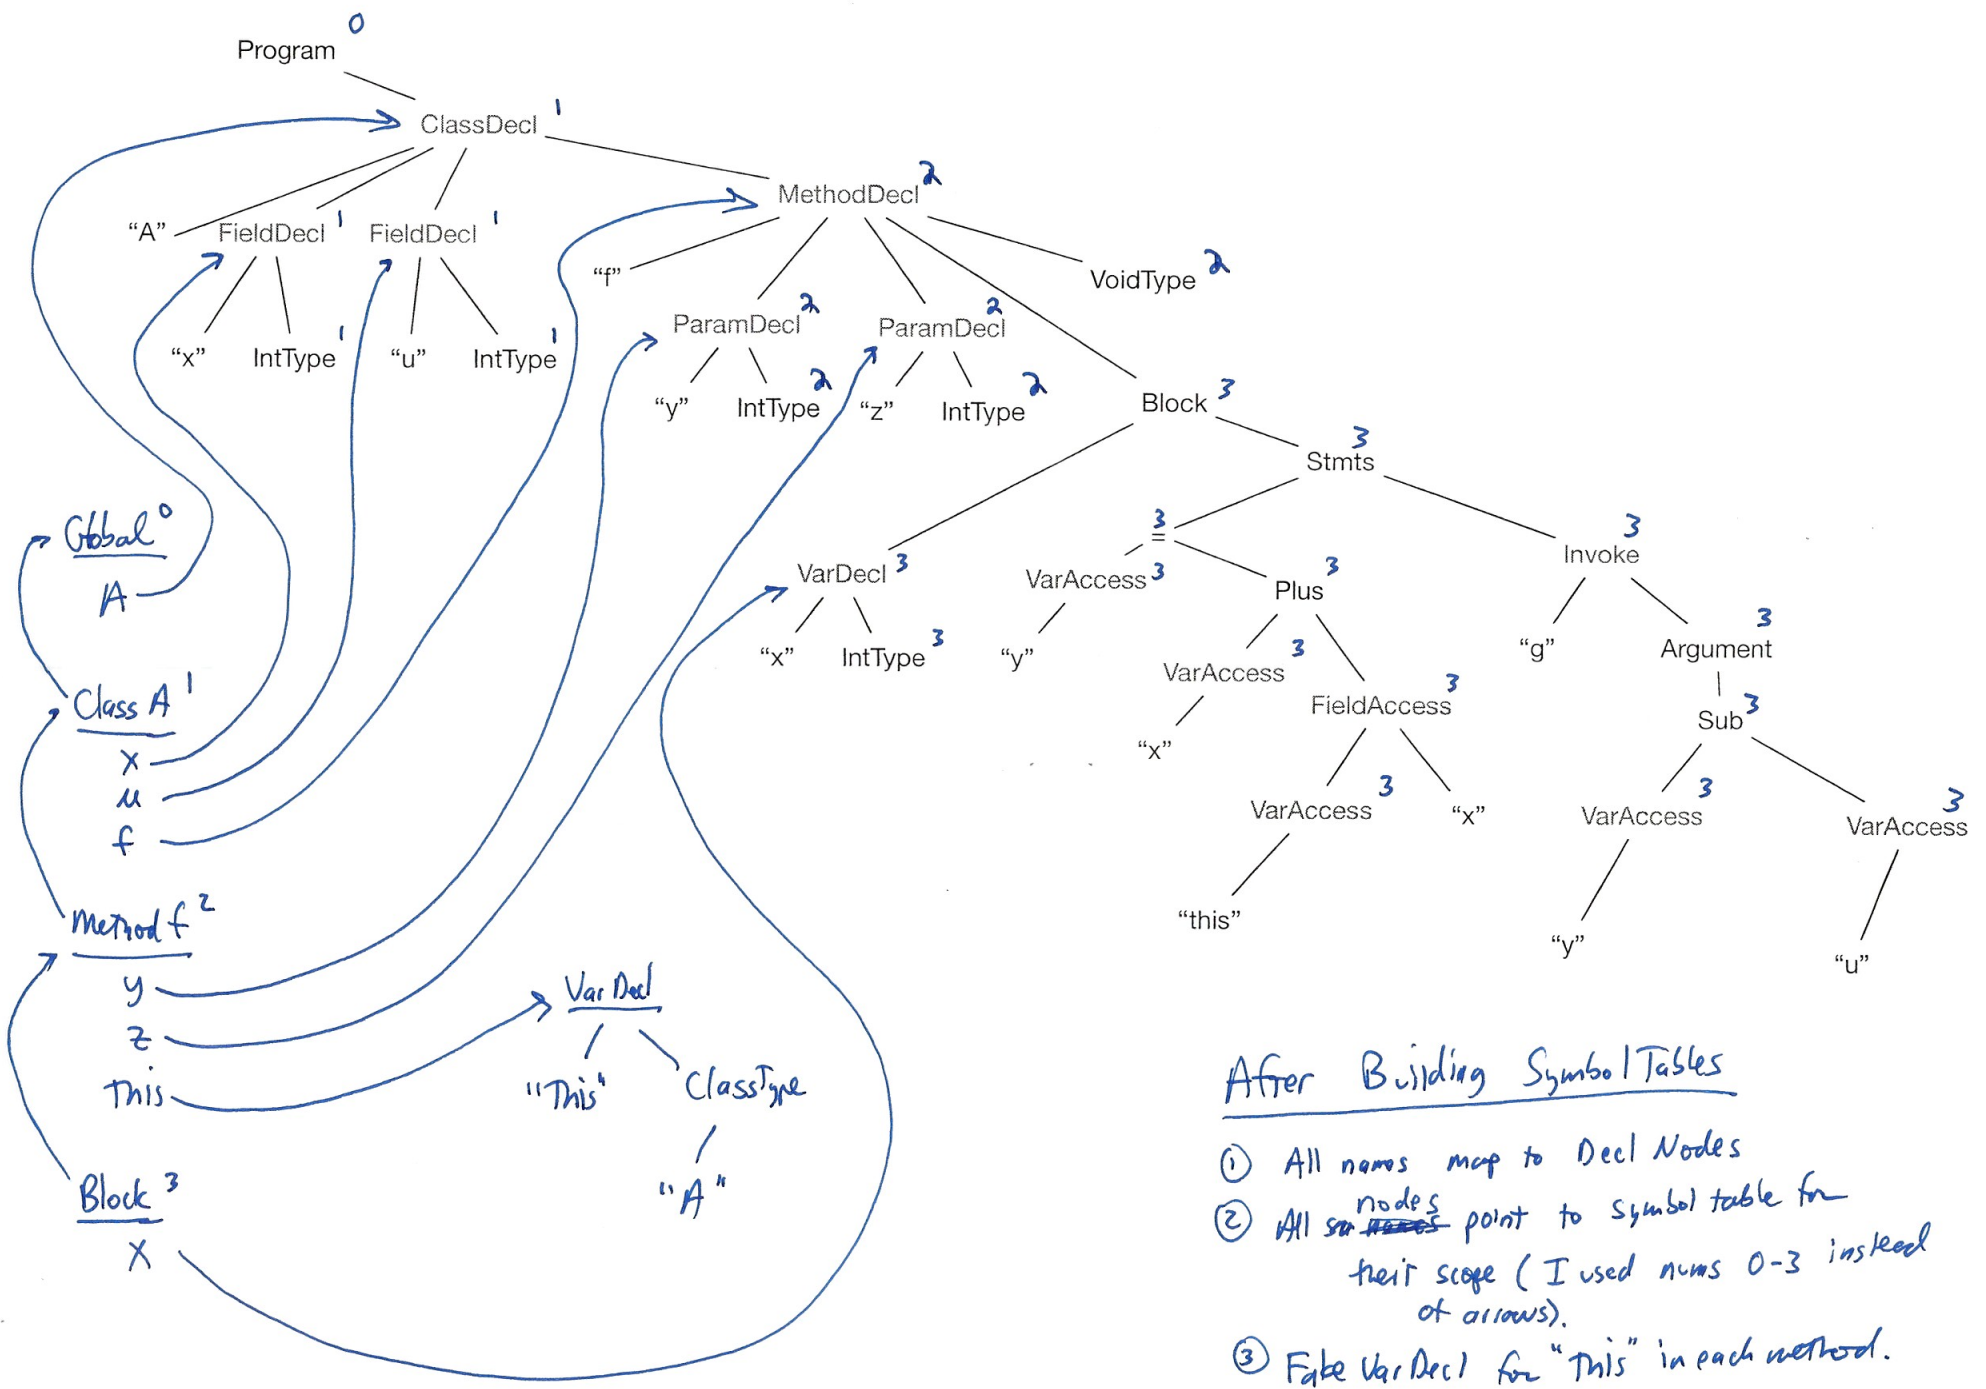 Program 0
ClassDecl 1
MethodDecl 2
“A” FieldDecl 1 FieldDecl 1
“f” VoidType 2
“x” IntType 1 “u” IntType 1
ParamDecl 2 ParamDecl 2
“y” IntType 2 “z” IntType 2
Block 3
Stmts 3
= 3
Invoke 3
VarDecl 3 VarAccess 3 Plus 3
“x” IntType 3 “y” “g” Argument 3
VarAccess 3 FieldAccess 3 Sub 3
“x”
VarAccess 3 “x” VarAccess 3 VarAccess 3
“this” “y” “u”
Global 0
A
Class A 1
x
u
f
Method f 2
y
z
This
VarDecl
"This" ClassType
"A"
Block 3
X
After Building Symbol Tables
① All names map to Decl Nodes
② All nodes point to symbol table for
their scope ( I used nums 0-3 instead
of arrows).
③ Fake VarDecl for "This" in each method.